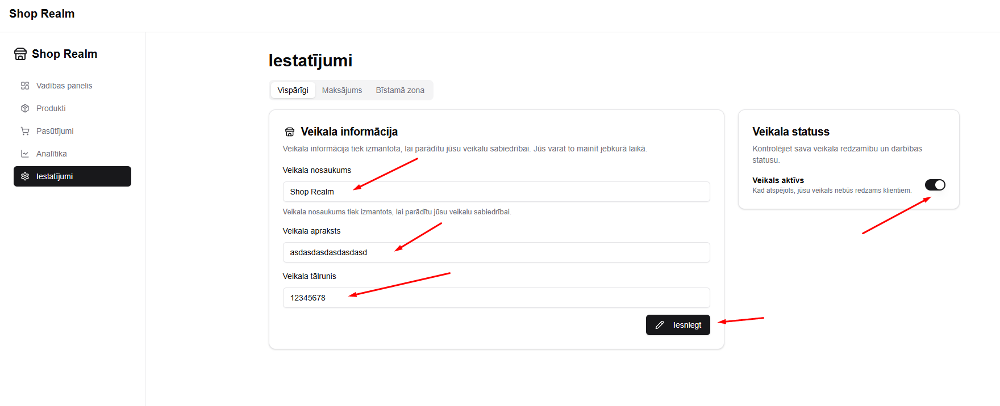 Shop Realm
Shop Realm
Vadības panelis
Produkti
Pasūtījumi
Analītika
Iestatījumi
Iestatījumi
Vispārīgi
Maksājums
Bīstamā zona
Veikala informācija
Veikala informācija tiek izmantota, lai parādītu jūsu veikalu sabiedrībai. Jūs varat to mainīt jebkurā laikā.
Veikala nosaukums
Shop Realm
Veikala nosaukums tiek izmantots, lai parādītu jūsu veikalu sabiedrībai.
Veikala apraksts
asdasdasdasdasdasd
Veikala tālrunis
12345678
Iesniegt
Veikala statuss
Kontrolējiet sava veikala redzamību un darbības
statusu.
Veikals aktīvs
Kad atspējots, jūsu veikals nebūs redzams klientiem.